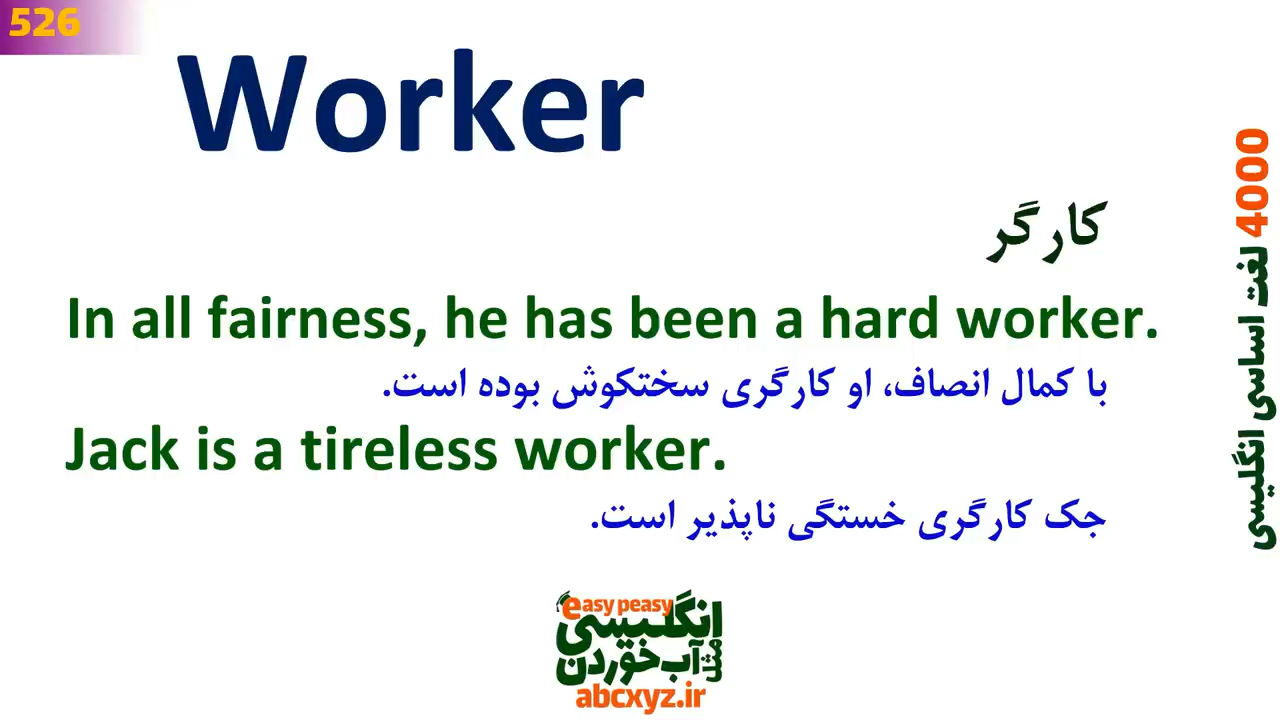 526
Worker
کارگر
In all fairness, he has been a hard worker.
با کمال انصاف، او کارگری سختکوش بوده است.
Jack is a tireless worker.
جک کارگری خستگی ناپذیر است.
4000 لغت اساسی انگلیسی
easy peasy
انگلیسی
مثل آب خوردن
abcxyz.ir